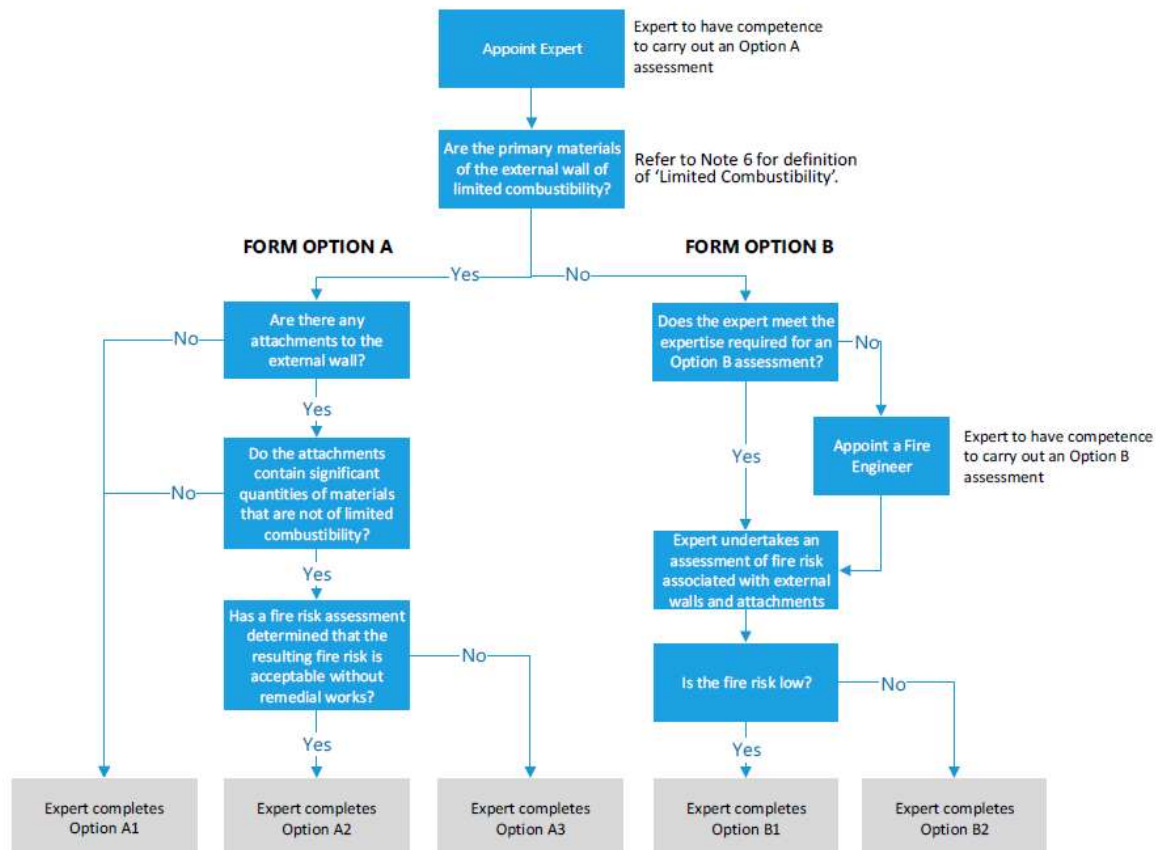 Appoint Expert
Expert to have competence
to carry out an Option A
assessment
Are the primary materials
of the external wall of
limited combustibility?
Refer to Note 6 for definition
of ‘Limited Combustibility’.
FORM OPTION A
FORM OPTION B
Yes
No
Are there any
attachments to the
external wall?
No
Yes
Do the attachments
contain significant
quantities of materials
that are not of limited
combustibility?
No
Yes
Has a fire risk assessment
determined that the
resulting fire risk is
acceptable without
remedial works?
No
Yes
Does the expert meet the
expertise required for an
Option B assessment?
No
Yes
Appoint a Fire
Engineer
Expert to have competence
to carry out an Option B
assessment
Expert undertakes an
assessment of fire risk
associated with external
walls and attachments
Is the fire risk low?
No
Yes
Expert completes
Option A1
Expert completes
Option A2
Expert completes
Option A3
Expert completes
Option B1
Expert completes
Option B2